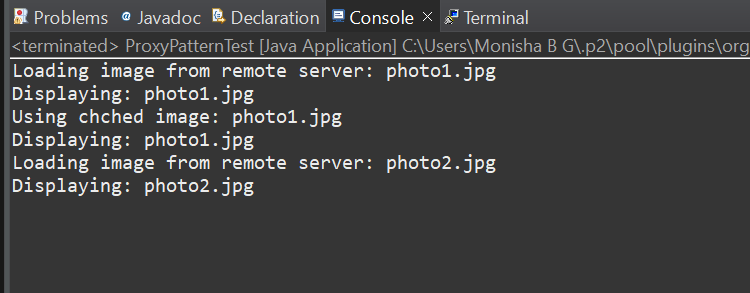 Problems Javadoc Declaration Console Terminal
<terminated> ProxyPatternTest [Java Application] C:\Users\Monisha B G\.p2\pool\plugins\org
Loading image from remote server: photo1.jpg
Displaying: photo1.jpg
Using chched image: photo1.jpg
Displaying: photo1.jpg
Loading image from remote server: photo2.jpg
Displaying: photo2.jpg